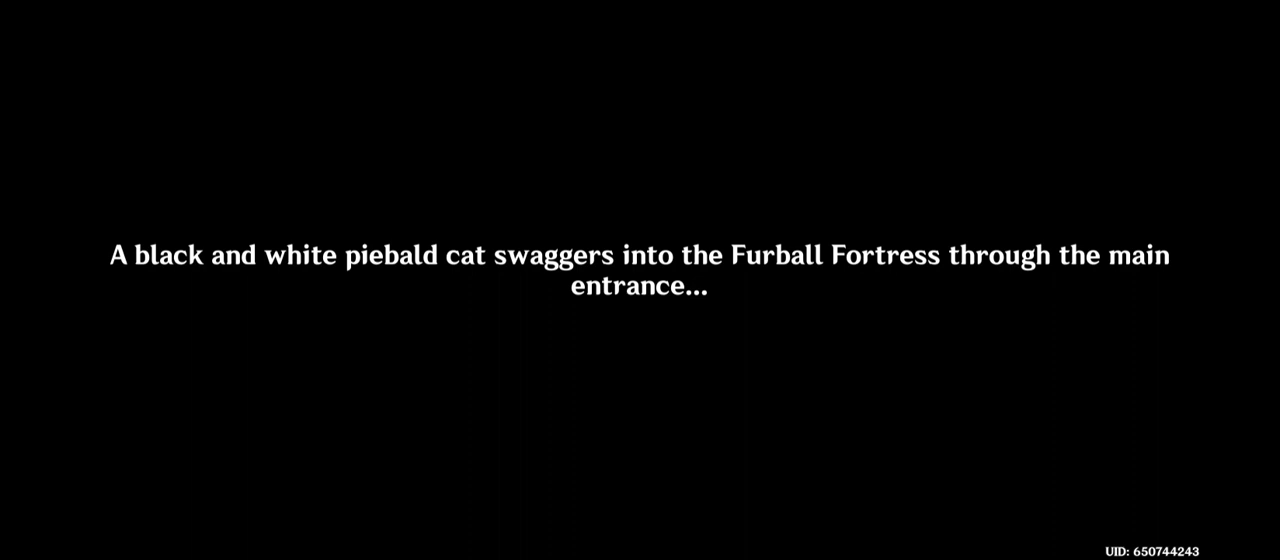 A black and white piebald cat swaggers into the Furball Fortress through the main
entrance...
UID: 650744243